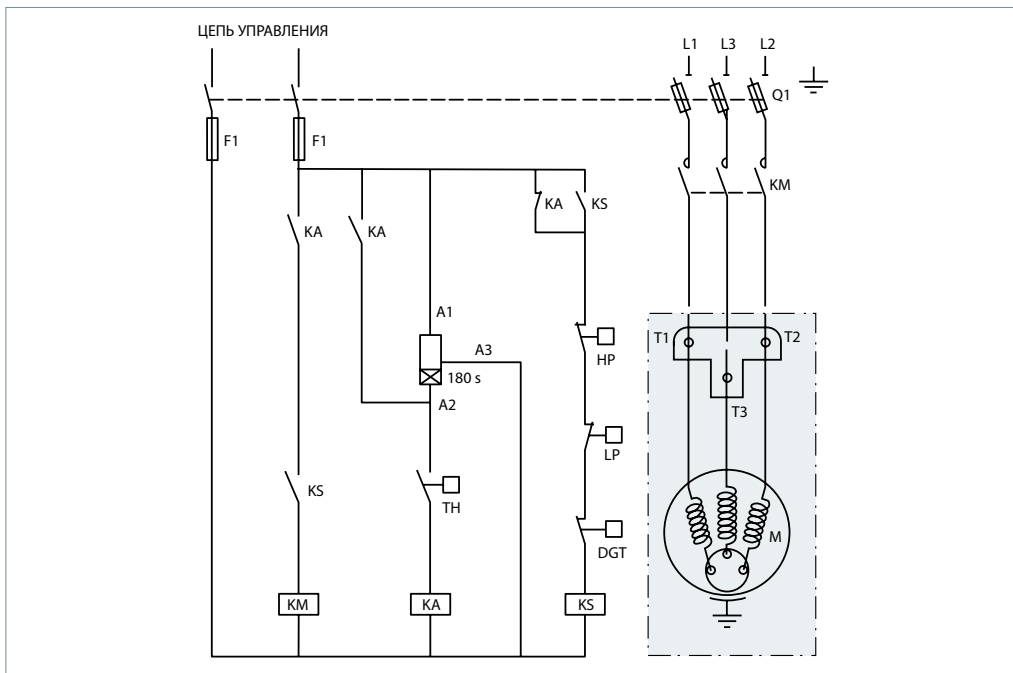 ЦЕПЬ УПРАВЛЕНИЯ
L1 L3 L2
Q1
F1 F1
KM
KA KA KA KS
A1
T1 T2
A3
HP
180 s
A2
T3
LP
KS
TH
M
DGT
KM KA KS